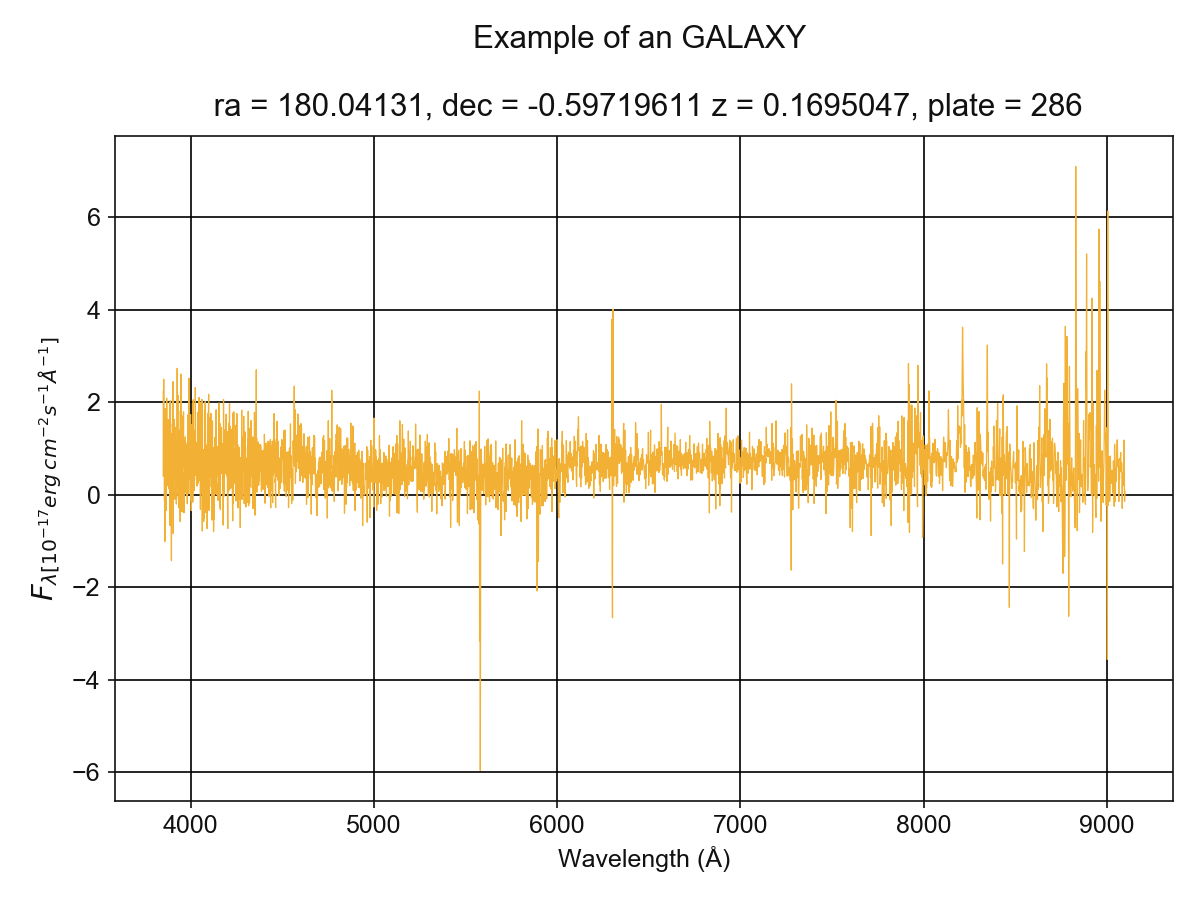 Example of an GALAXY
ra = 180.04131, dec = -0.59719611 z = 0.1695047, plate = 286
6
4
2
0
−2
−4
−6
F_{λ[10^{−17}erg cm^{−2}s^{−1}Å^{−1}]}
4000 5000 6000 7000 8000 9000
Wavelength (Å)